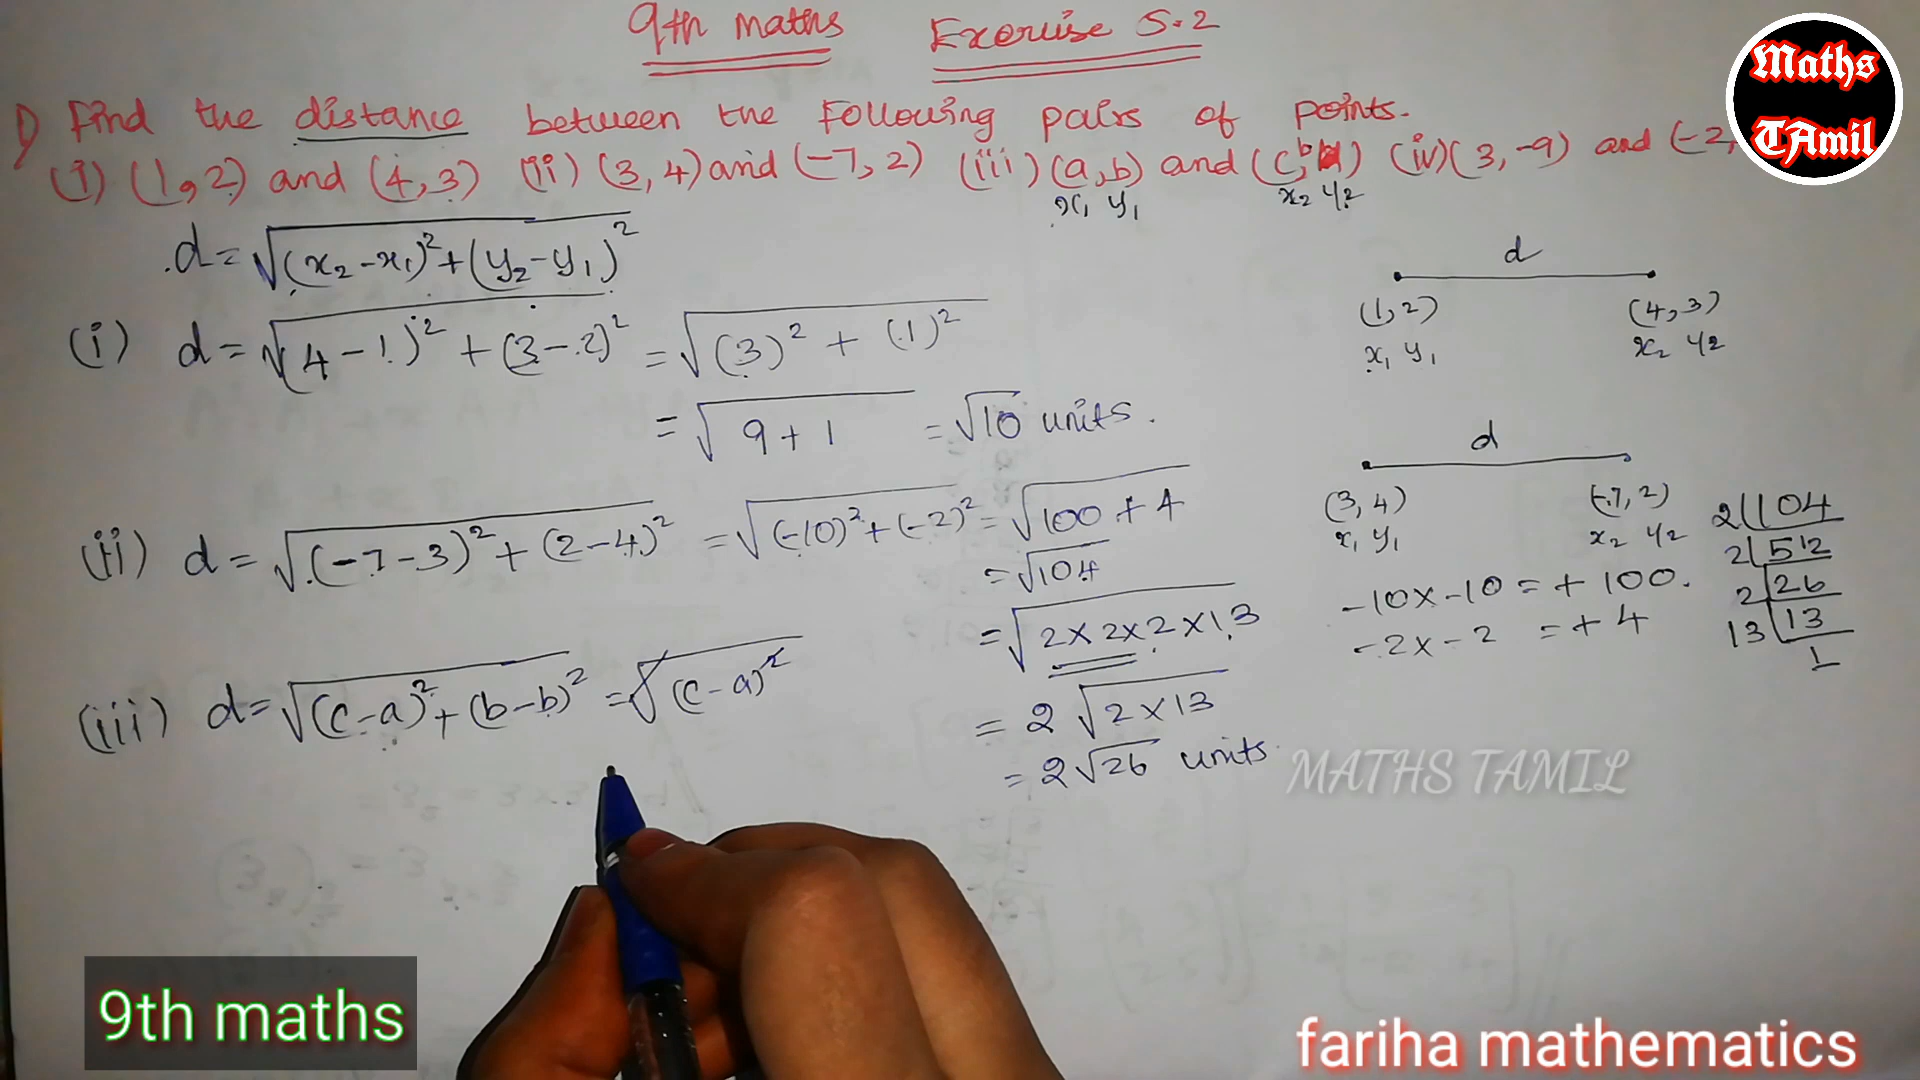 9th maths Exercise 5.2
Maths TAmil
1) Find the distance between the following pairs of points.
(i) (1,2) and (4,3) (ii) (3,4) and (-7,2) (iii) (a,b) and (c,b) (iv) (3,-9) and (-2,
x₁ y₁ x₂ y₂
d = √(x₂-x₁)²+(y₂-y₁)²
d
(1,2) (4,3)
x₁ y₁ x₂ y₂
(i) d = √(4-1)² + (3-2)² = √(3)² + (1)²
= √9+1 = √10 units.
d
(3,4) (-7,2)
x₁ y₁ x₂ y₂
(ii) d = √(-7-3)² + (2-4)² = √(-10)²+(-2)² = √100+4
= √104
= √2×2×2×13
= 2 √2×13
= 2√26 units.
-10×-10 = +100.
-2×-2 = +4
2 104
2 52
2 26
13 13
1
(iii) d = √(c-a)²+(b-b)² = √(c-a)²
MATHS TAMIL
9th maths
fariha mathematics